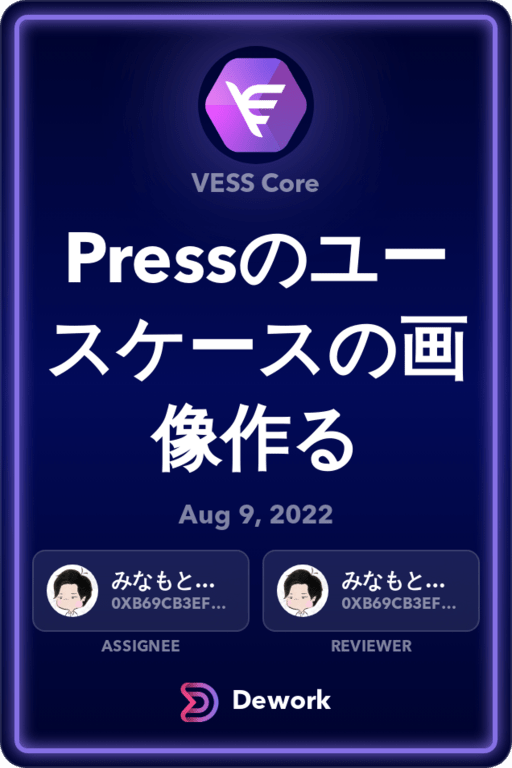 VESS Core
Pressのユー
スケースの画
像作る
Aug 9, 2022
みなもと...
0XB69CB3EF...
ASSIGNEE
みなもと...
0XB69CB3EF...
REVIEWER
Dework